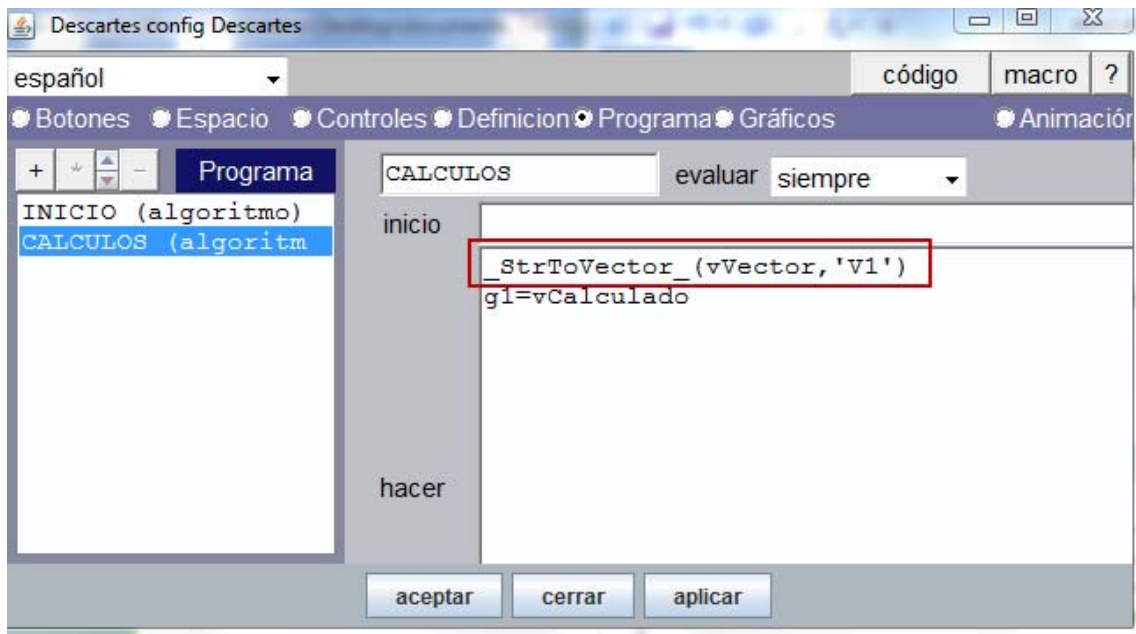 Descartes config Descartes
español código macro ?
Botones Espacio Controles Definicion Programa Gráficos Animación
+ * - Programa CALCULOS evaluar siempre
INICIO (algoritmo) inicio
CALCULOS (algoritm
_StrToVector_(vVector,'V1')
g1=vCalculado
hacer
aceptar cerrar aplicar